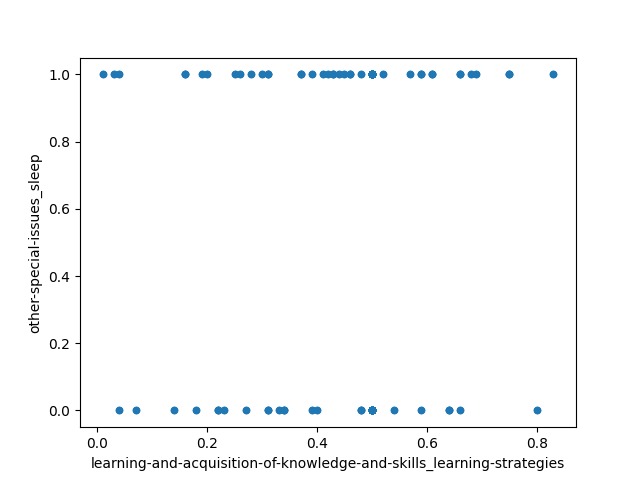 1.0
0.8
0.6
0.4
0.2
0.0
other-special-issues_sleep
0.0 0.2 0.4 0.6 0.8
learning-and-acquisition-of-knowledge-and-skills_learning-strategies